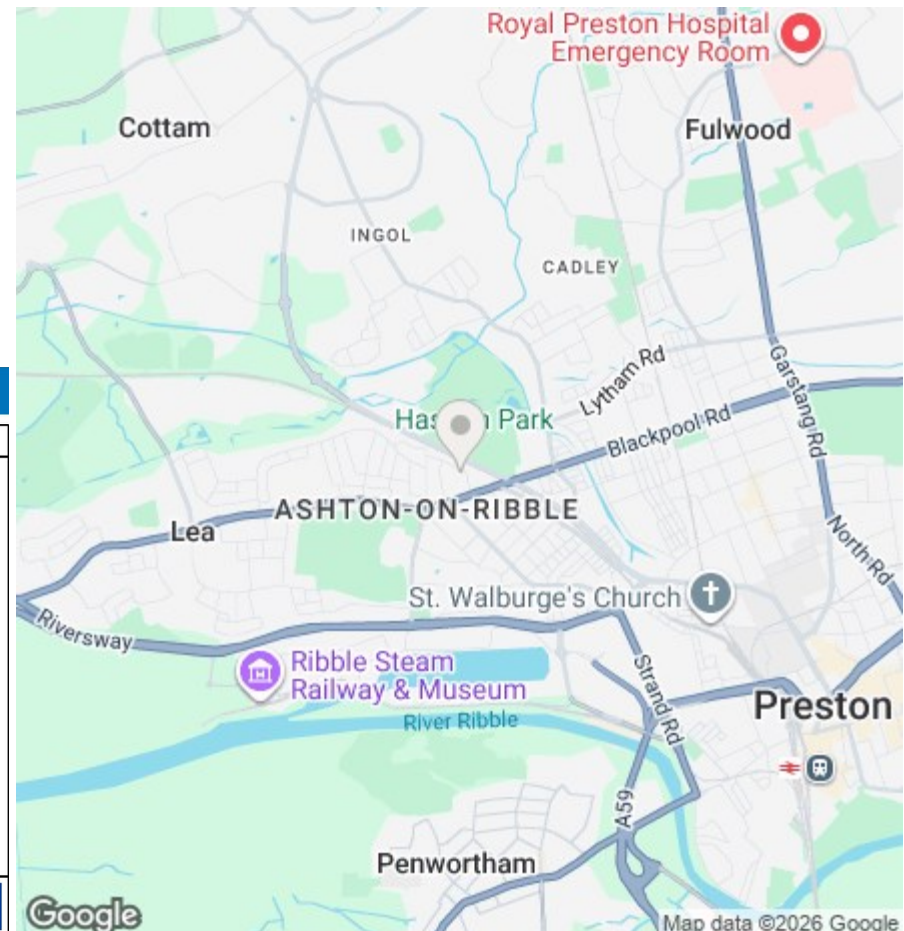 Royal Preston Hospital
Emergency Room
Cottam
Fulwood
INGOL
CADLEY
Lytham Rd
Garstang Rd
Blackpool Rd
Park
ASHTON-ON-RIBBLE
Lea
North Rd
St. Walburge's Church
Riversway
Ribble Steam
Railway & Museum
Strand Rd
River Ribble
Preston
A59
Penwortham
Google
Map data ©2026 Google